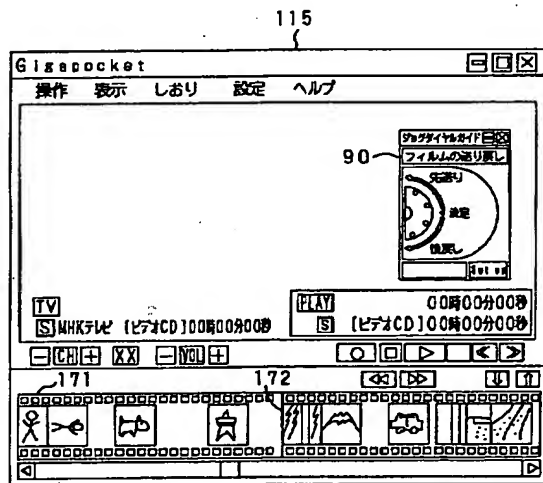 115
Gigapocket
操作 表示 しおり 設定 ヘルプ
ジョグダイヤルガイド
90
フィルムの送り戻し
先送り
決定
後戻し
Set up
TV
PLAY 00時00分00秒
S MHKテレビ [ビデオCD]00時00分00秒
S [ビデオCD]00時00分00秒
- CH + XX - VOL +
171
172